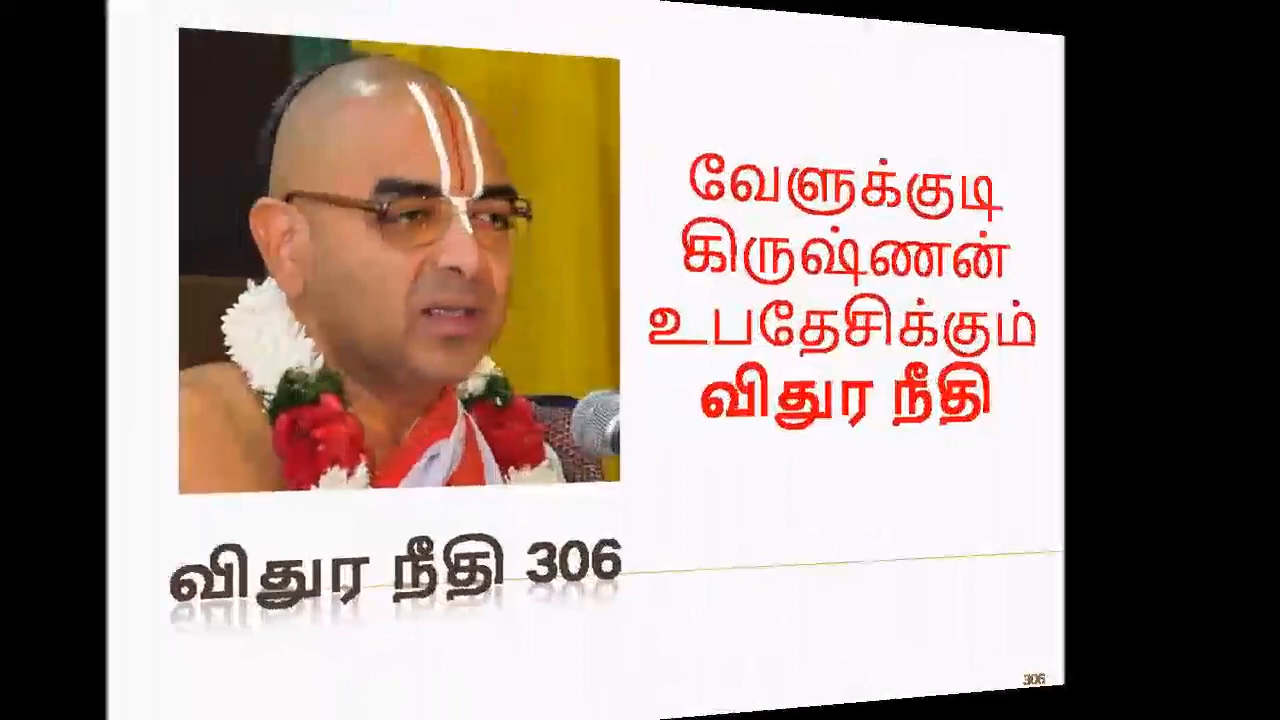 வேளுக்குடி
கிருஷ்ணன்
உபதேசிக்கும்
விதுர நீதி
விதுர நீதி 306
306